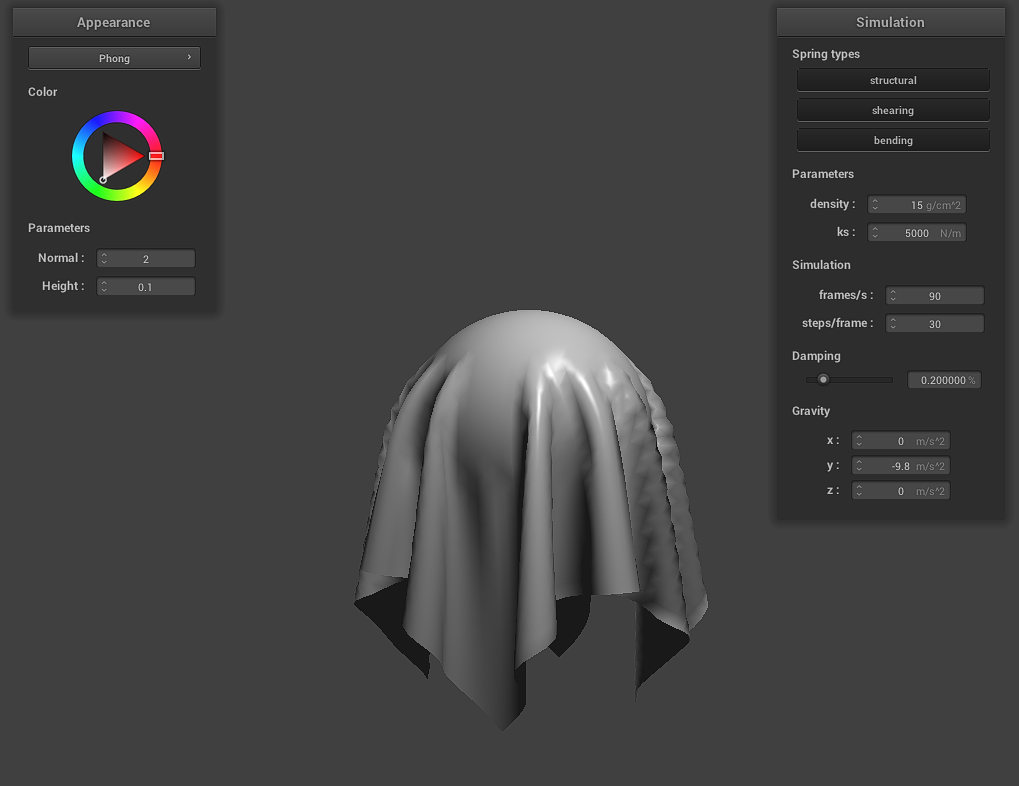 Appearance
Phong
Color
Parameters
Normal : 2
Height : 0.1
Simulation
Spring types
structural
shearing
bending
Parameters
density : 15 g/cm^2
ks : 5000 N/m
Simulation
frames/s : 90
steps/frame : 30
Damping
0.200000 %
Gravity
x : 0 m/s^2
y : -9.8 m/s^2
z : 0 m/s^2